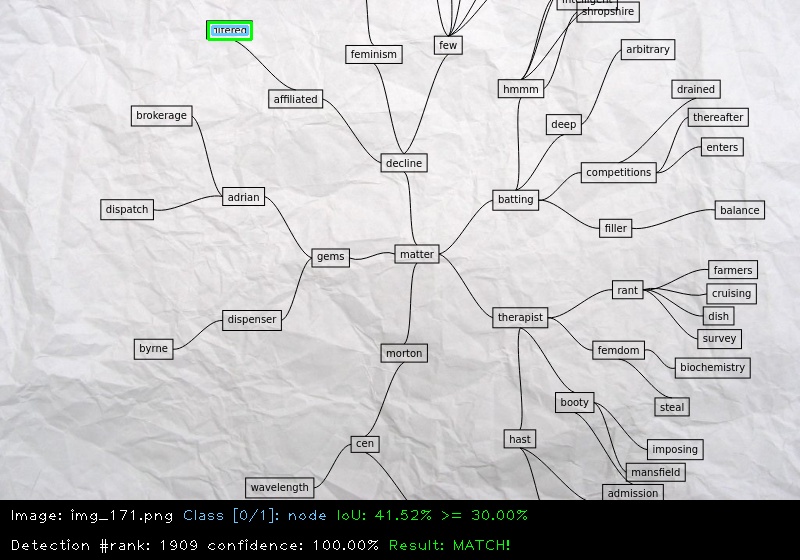 intelligent
shropshire
few
arbitrary
feminism
hmmm
drained
affiliated
brokerage
thereafter
deep
enters
decline
competitions
adrian
batting
dispatch
balance
filler
matter
gems
farmers
rant
cruising
dispenser
therapist
dish
survey
byrne
morton
femdom
biochemistry
booty
steal
cen
hast
imposing
mansfield
wavelength
admission
Image: img_171.png Class [0/1]: node IoU: 41.52% >= 30.00%
Detection #rank: 1909 confidence: 100.00% Result: MATCH!